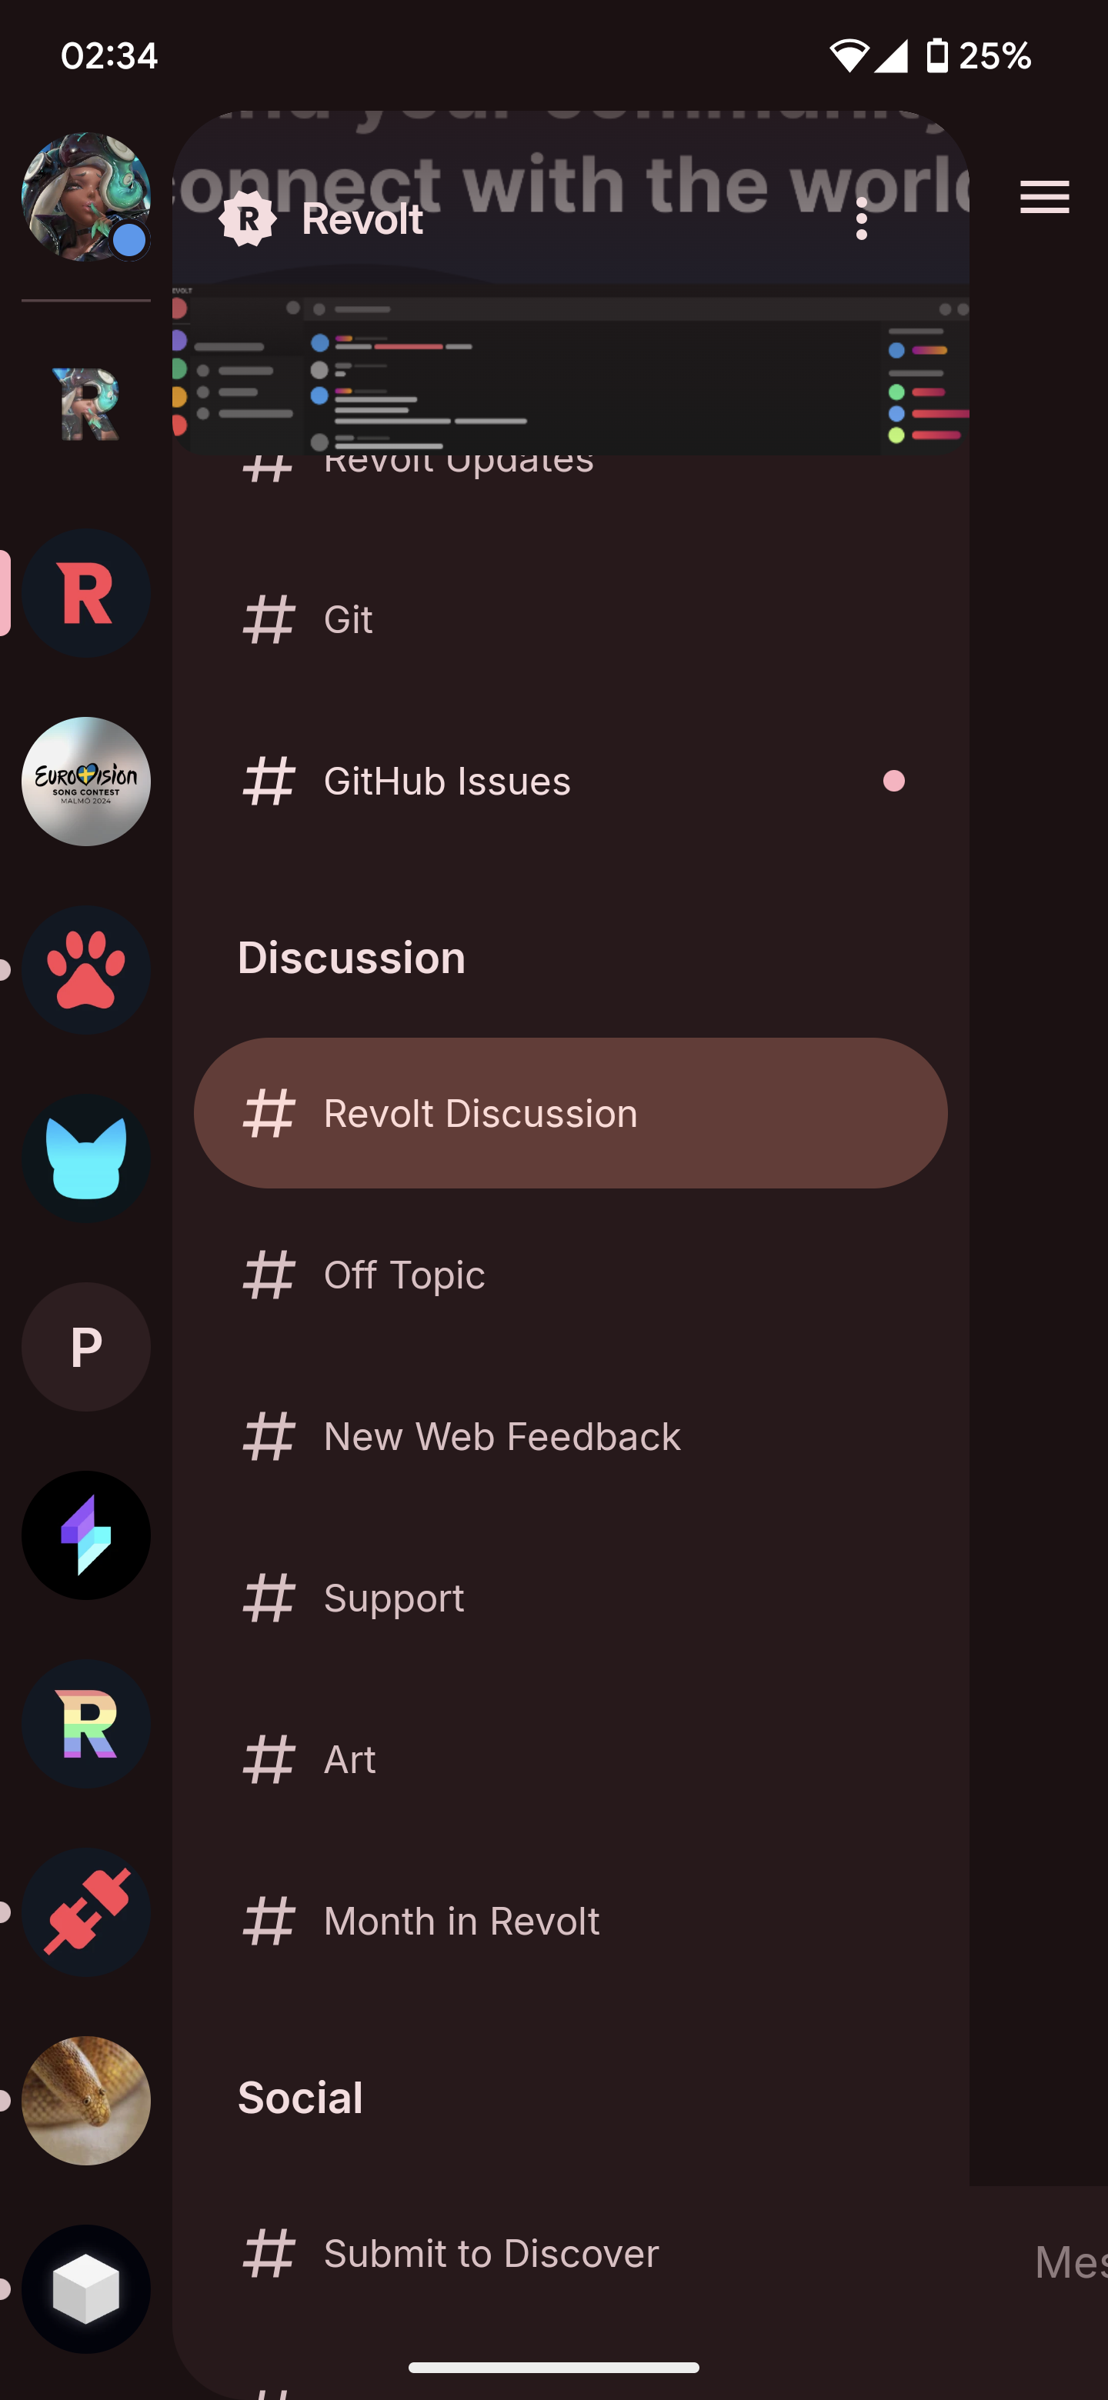 02:34
25%
connect with the world
R
Revolt
REVOLT
Revolt Updates
R
Git
R
GitHub Issues
EUROVISION
SONG CONTEST
MALMÖ 2024
Discussion
Revolt Discussion
Off Topic
P
New Web Feedback
Support
R
Art
Month in Revolt
Social
Submit to Discover
Mes